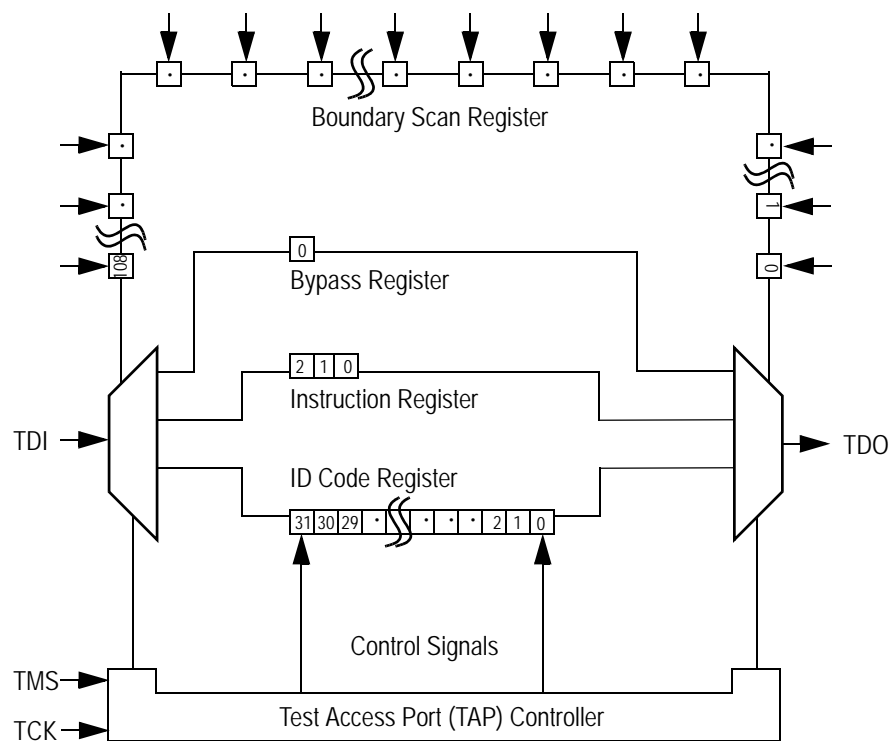 · · · · · · · ·
Boundary Scan Register
· ·
· 1
108 0
0
Bypass Register
2 1 0
Instruction Register
TDI TDO
ID Code Register
31 30 29 · · · · 2 1 0
Control Signals
TMS
Test Access Port (TAP) Controller
TCK